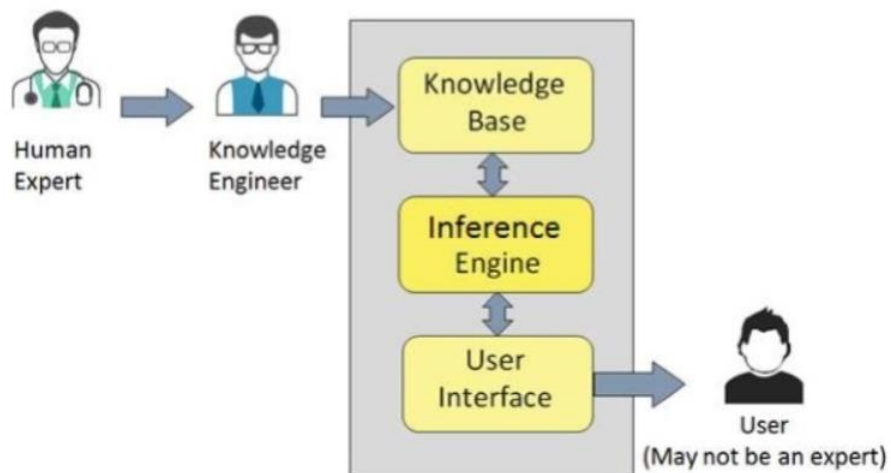 Human
Expert
Knowledge
Engineer
Knowledge
Base
Inference
Engine
User
Interface
User
(May not be an expert)